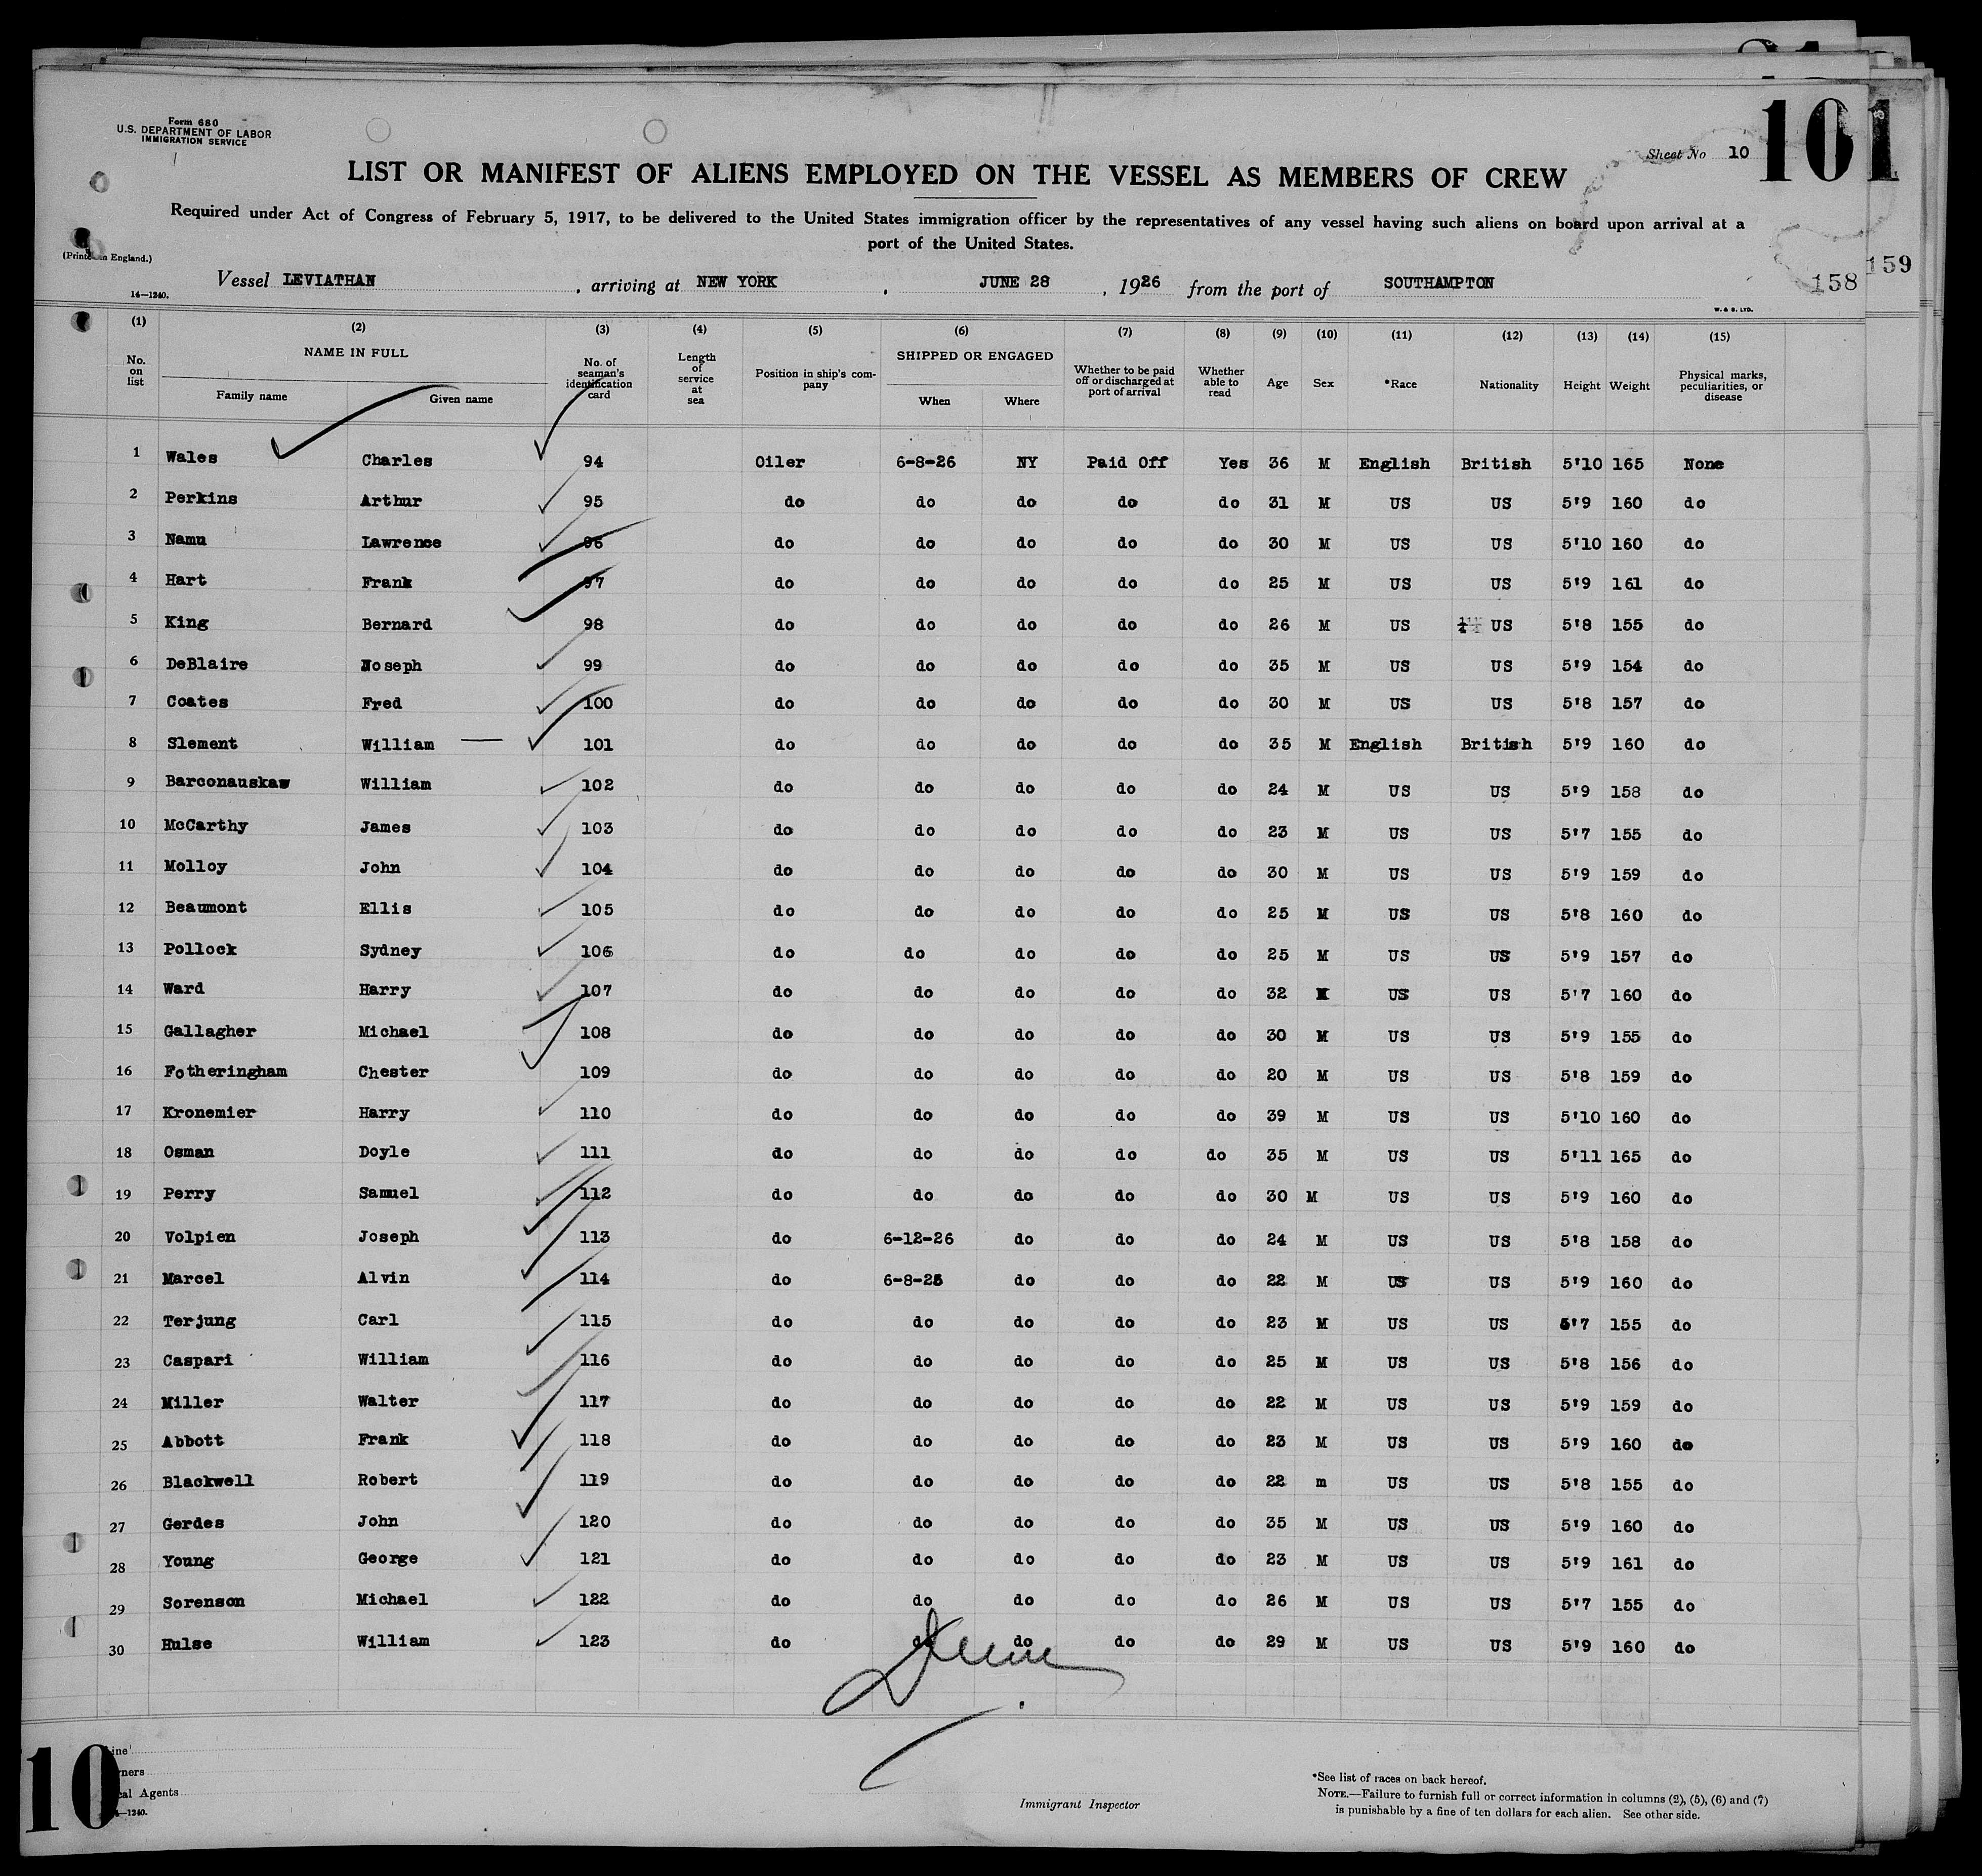 101
Form 680
U.S. DEPARTMENT OF LABOR
IMMIGRATION SERVICE
Sheet No 10
LIST OR MANIFEST OF ALIENS EMPLOYED ON THE VESSEL AS MEMBERS OF CREW
Required under Act of Congress of February 5, 1917, to be delivered to the United States immigration officer by the representatives of any vessel having such aliens on board upon arrival at a
port of the United States.
(Printed in England.)
159
Vessel LEVIATHAN, arriving at NEW YORK, JUNE 28, 1926 from the port of SOUTHAMPTON
158
14—1240.
W. & S. LTD.
(1) (2) (3) (4) (5) (6) (7) (8) (9) (10) (11) (12) (13) (14) (15)
No. on list NAME IN FULL Family name Given name No. of seaman's identification card Length of service at sea Position in ship's company SHIPPED OR ENGAGED When Where Whether to be paid off or discharged at port of arrival Whether able to read Age Sex *Race Nationality Height Weight Physical marks, peculiarities, or disease
1 Wales Charles 94 Oiler 6-8-26 NY Paid Off Yes 36 M English British 5'10 165 None
2 Perkins Arthur 95 do do do do do 31 M US US 5'9 160 do
3 Namu Lawrence 96 do do do do do 30 M US US 5'10 160 do
4 Hart Frank 97 do do do do do 25 M US US 5'9 161 do
5 King Bernard 98 do do do do do 26 M US US 5'8 155 do
6 DeBlaire Noseph 99 do do do do do 35 M US US 5'9 154 do
7 Coates Fred 100 do do do do do 30 M US US 5'8 157 do
8 Slement William 101 do do do do do 35 M English British 5'9 160 do
9 Barconauskas William 102 do do do do do 24 M US US 5'9 158 do
10 McCarthy James 103 do do do do do 23 M US US 5'7 155 do
11 Molloy John 104 do do do do do 30 M US US 5'9 159 do
12 Beaumont Ellis 105 do do do do do 25 M US US 5'8 160 do
13 Pollock Sydney 106 do do do do do 25 M US US 5'9 157 do
14 Ward Harry 107 do do do do do 32 M US US 5'7 160 do
15 Gallagher Michael 108 do do do do do 30 M US US 5'9 155 do
16 Fotheringham Chester 109 do do do do do 20 M US US 5'8 159 do
17 Kronemier Harry 110 do do do do do 39 M US US 5'10 160 do
18 Osman Doyle 111 do do do do do 35 M US US 5'11 165 do
19 Perry Samuel 112 do do do do do 30 M US US 5'9 160 do
20 Volpien Joseph 113 do 6-12-26 do do do 24 M US US 5'8 158 do
21 Marcel Alvin 114 do 6-8-26 do do do 22 M US US 5'9 160 do
22 Terjung Carl 115 do do do do do 23 M US US 5'7 155 do
23 Caspari William 116 do do do do do 25 M US US 5'8 156 do
24 Miller Walter 117 do do do do do 22 M US US 5'9 159 do
25 Abbott Frank 118 do do do do do 23 M US US 5'9 160 do
26 Blackwell Robert 119 do do do do do 22 m US US 5'8 155 do
27 Gerdes John 120 do do do do do 35 M US US 5'9 160 do
28 Young George 121 do do do do do 23 M US US 5'9 161 do
29 Sorenson Michael 122 do do do do do 26 M US US 5'7 155 do
30 Hulse William 123 do do do do do 29 M US US 5'9 160 do
10
Agents
Immigrant Inspector
*See list of races on back hereof.
NOTE.—Failure to furnish full or correct information in columns (2), (5), (6) and (7)
is punishable by a fine of ten dollars for each alien. See other side.